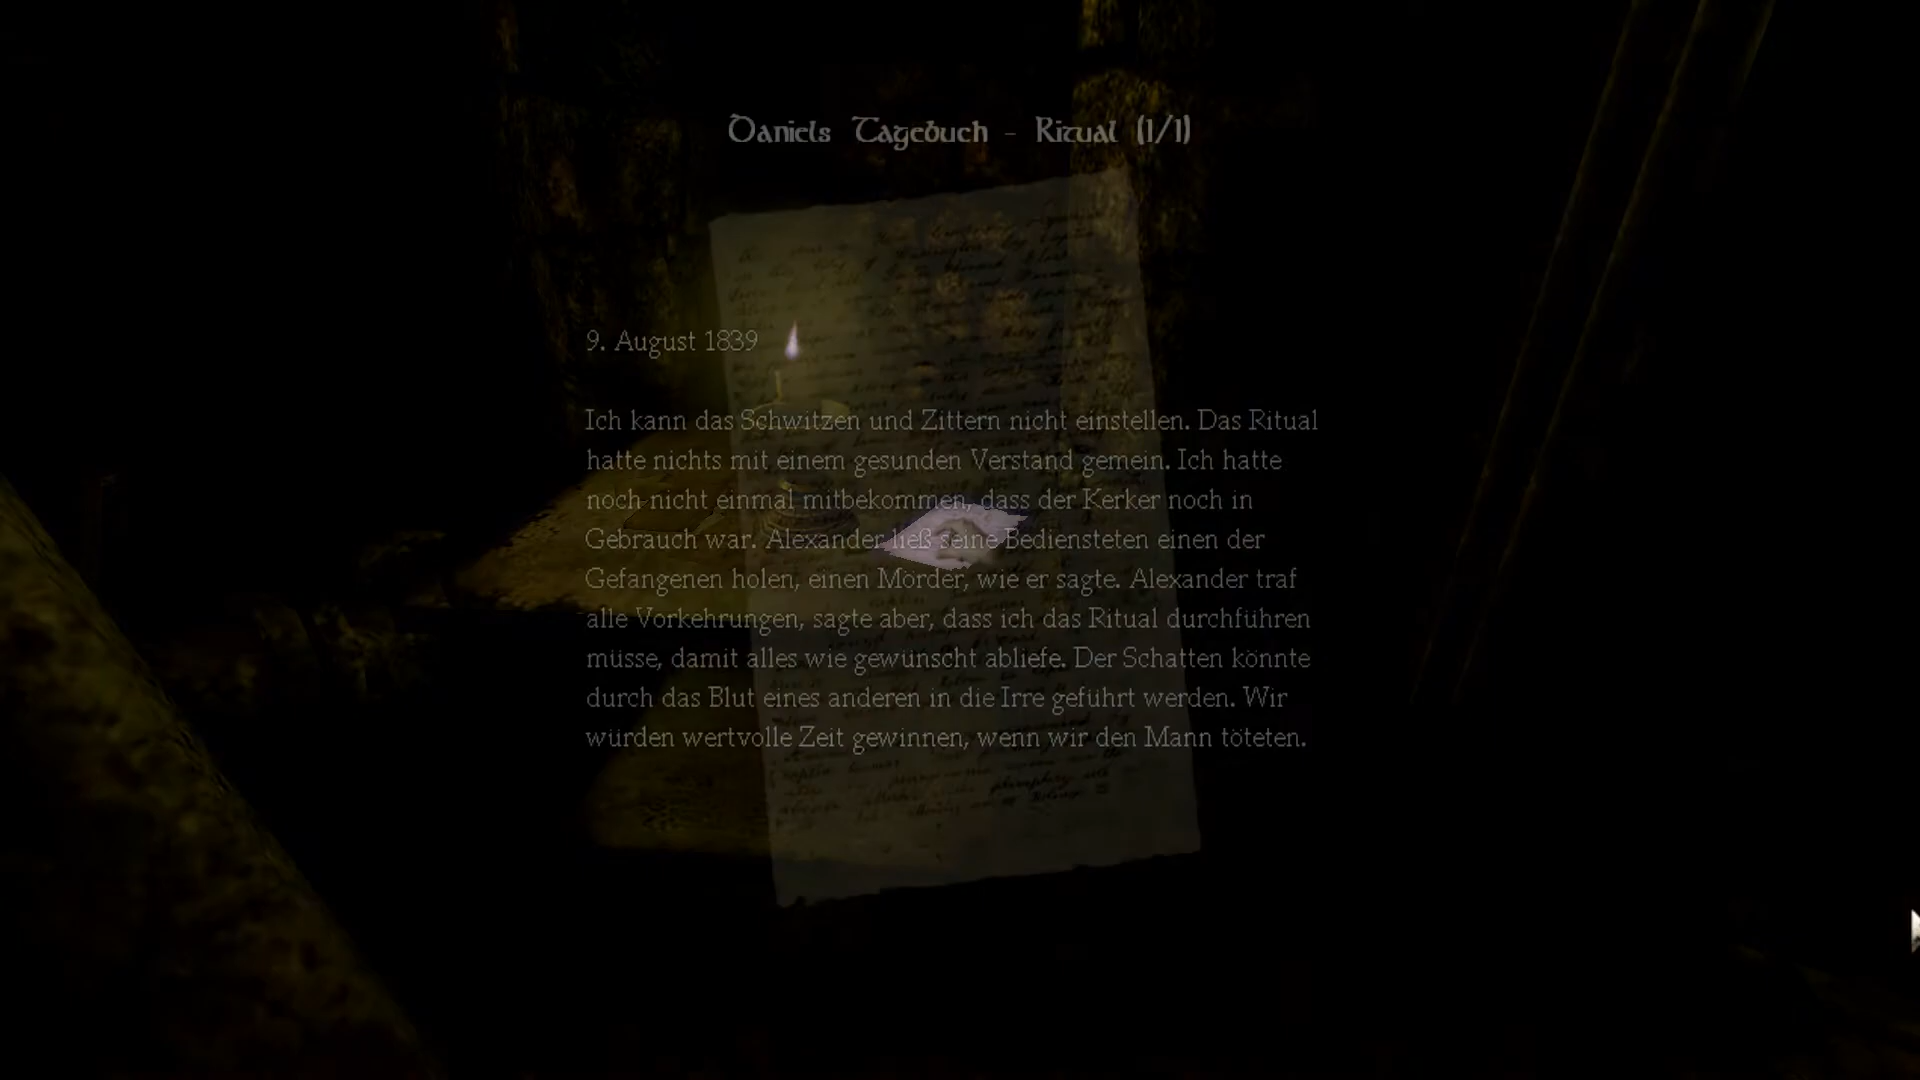 Daniels Tagebuch - Ritual (1/1)
9. August 1839
Ich kann das Schwitzen und Zittern nicht einstellen. Das Ritual
hatte nichts mit einem gesunden Verstand gemein. Ich hatte
noch nicht einmal mitbekommen, dass der Kerker noch in
Gebrauch war. Alexander ließ seine Bediensteten einen der
Gefangenen holen, einen Mörder, wie er sagte. Alexander traf
alle Vorkehrungen, sagte aber, dass ich das Ritual durchführen
müsse, damit alles wie gewünscht abliefe. Der Schatten könnte
durch das Blut eines anderen in die Irre geführt werden. Wir
würden wertvolle Zeit gewinnen, wenn wir den Mann töteten.